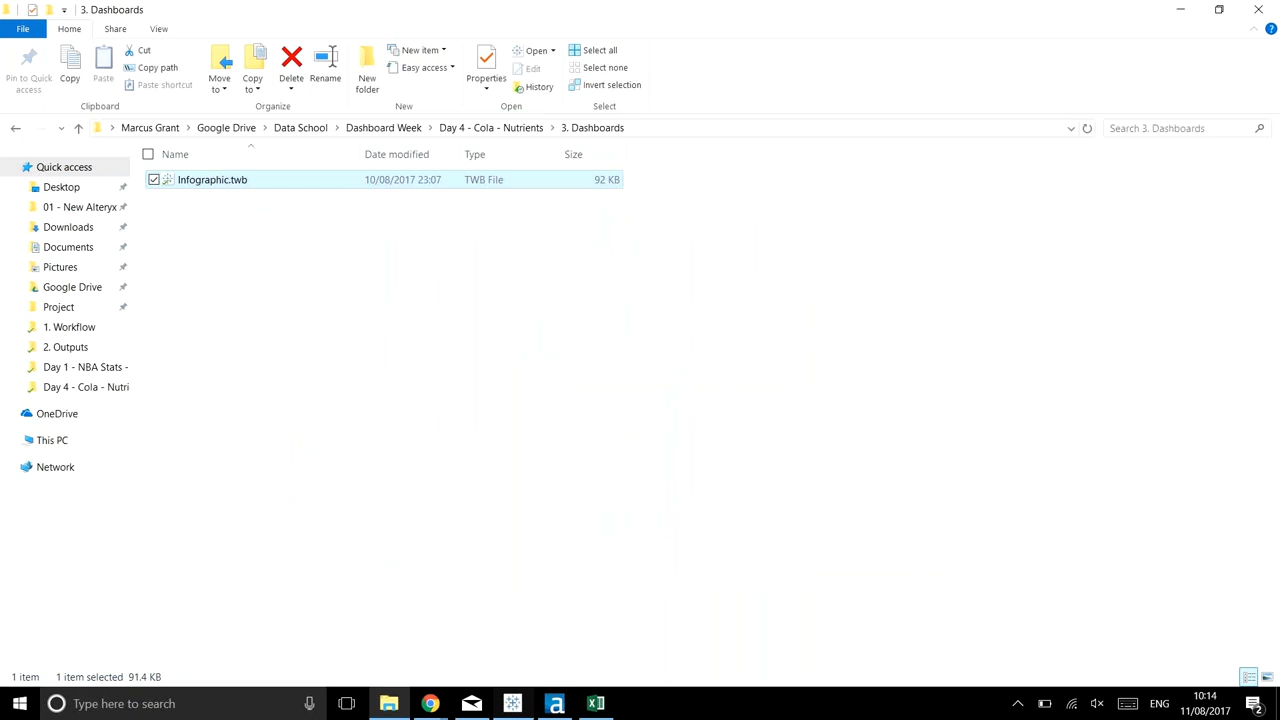 3. Dashboards
File Home Share View
Pin to Quick access
Copy
Paste
Cut
Copy path
Paste shortcut
Clipboard
Move to
Copy to
Delete
Rename
Organize
New folder
New item
Easy access
New
Properties
Open
Edit
History
Open
Select all
Select none
Invert selection
Select
Marcus Grant Google Drive Data School Dashboard Week Day 4 - Cola - Nutrients 3. Dashboards
Search 3. Dashboards
Name Date modified Type Size
Infographic.twb 10/08/2017 23:07 TWB File 92 KB
Quick access
Desktop
01 - New Alteryx
Downloads
Documents
Pictures
Google Drive
Project
1. Workflow
2. Outputs
Day 1 - NBA Stats -
Day 4 - Cola - Nutri
OneDrive
This PC
Network
1 item 1 item selected 91.4 KB
Type here to search
ENG
10:14
11/08/2017
2